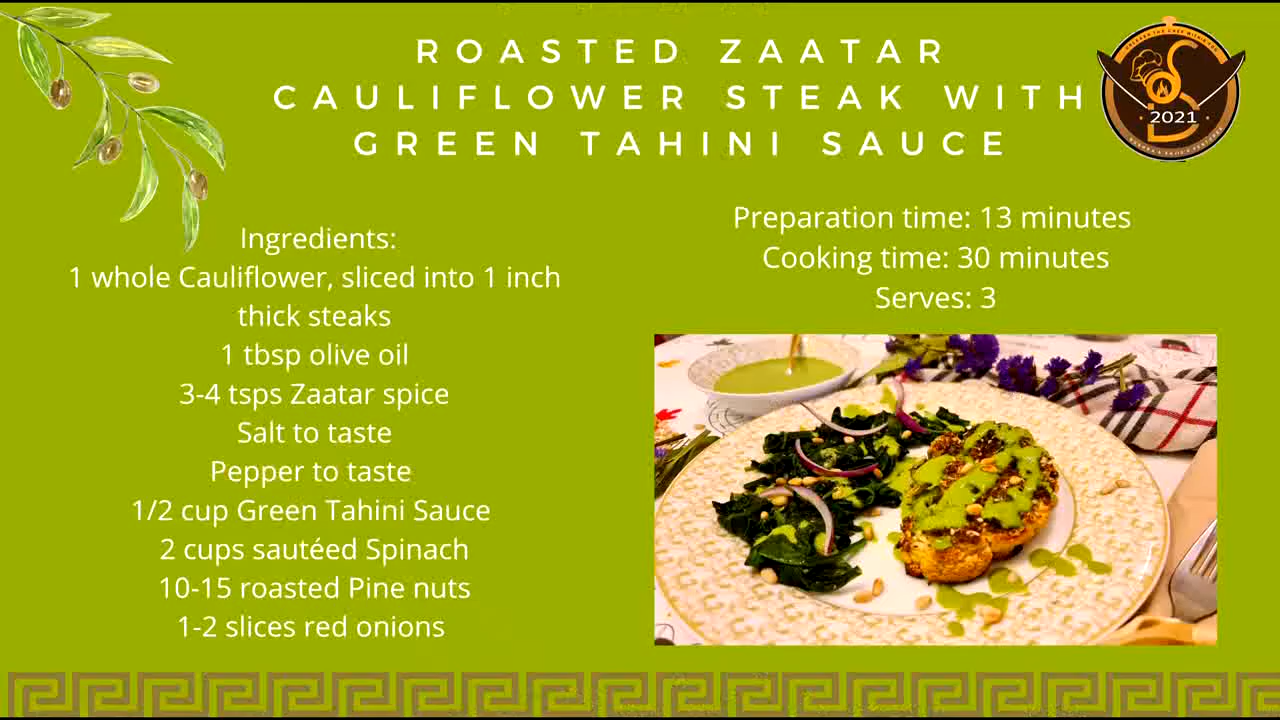 ROASTED ZAATAR
CAULIFLOWER STEAK WITH
GREEN TAHINI SAUCE
2021
Ingredients:
1 whole Cauliflower, sliced into 1 inch
thick steaks
1 tbsp olive oil
3-4 tsps Zaatar spice
Salt to taste
Pepper to taste
1/2 cup Green Tahini Sauce
2 cups sautéed Spinach
10-15 roasted Pine nuts
1-2 slices red onions
Preparation time: 13 minutes
Cooking time: 30 minutes
Serves: 3